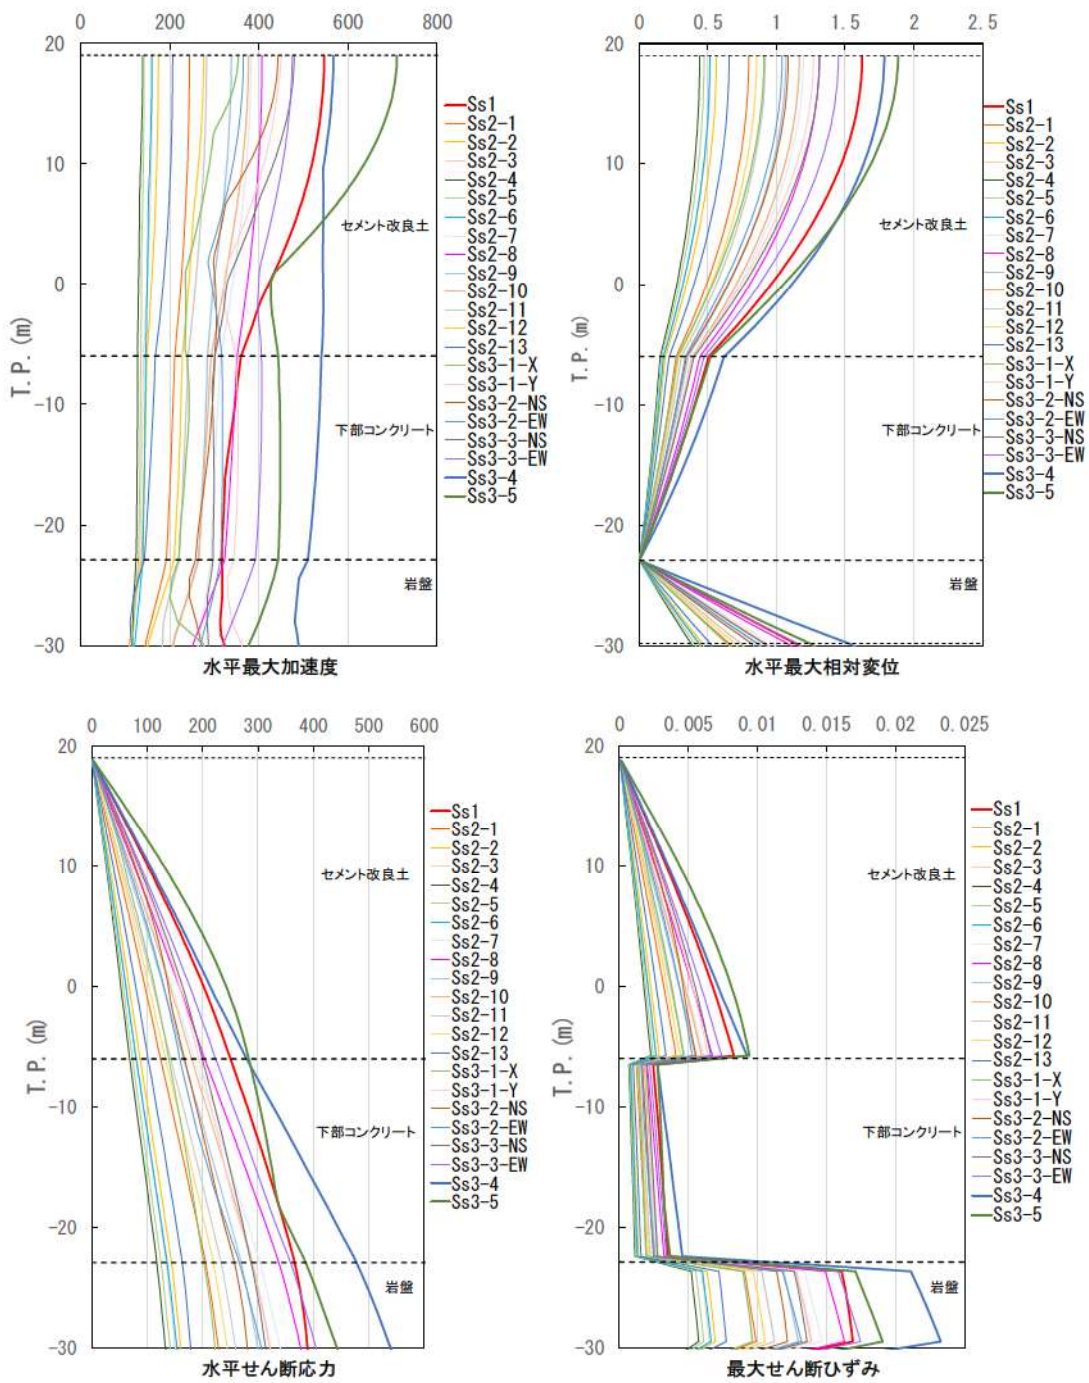 0 200 400 600 800
20
10
0
-10
-20
-30
T.P.(m)
セメント改良土
下部コンクリート
岩盤
水平最大加速度
Ss1
Ss2-1
Ss2-2
Ss2-3
Ss2-4
Ss2-5
Ss2-6
Ss2-7
Ss2-8
Ss2-9
Ss2-10
Ss2-11
Ss2-12
Ss2-13
Ss3-1-X
Ss3-1-Y
Ss3-2-NS
Ss3-2-EW
Ss3-3-NS
Ss3-3-EW
Ss3-4
Ss3-5
0 0.5 1 1.5 2 2.5
20
10
0
-10
-20
-30
T.P.(m)
セメント改良土
下部コンクリート
岩盤
水平最大相対変位
Ss1
Ss2-1
Ss2-2
Ss2-3
Ss2-4
Ss2-5
Ss2-6
Ss2-7
Ss2-8
Ss2-9
Ss2-10
Ss2-11
Ss2-12
Ss2-13
Ss3-1-X
Ss3-1-Y
Ss3-2-NS
Ss3-2-EW
Ss3-3-NS
Ss3-3-EW
Ss3-4
Ss3-5
0 100 200 300 400 500 600
20
10
0
-10
-20
-30
T.P.(m)
セメント改良土
下部コンクリート
岩盤
水平せん断応力
Ss1
Ss2-1
Ss2-2
Ss2-3
Ss2-4
Ss2-5
Ss2-6
Ss2-7
Ss2-8
Ss2-9
Ss2-10
Ss2-11
Ss2-12
Ss2-13
Ss3-1-X
Ss3-1-Y
Ss3-2-NS
Ss3-2-EW
Ss3-3-NS
Ss3-3-EW
Ss3-4
Ss3-5
0 0.005 0.01 0.015 0.02 0.025
20
10
0
-10
-20
-30
T.P.(m)
セメント改良土
下部コンクリート
岩盤
最大せん断ひずみ
Ss1
Ss2-1
Ss2-2
Ss2-3
Ss2-4
Ss2-5
Ss2-6
Ss2-7
Ss2-8
Ss2-9
Ss2-10
Ss2-11
Ss2-12
Ss2-13
Ss3-1-X
Ss3-1-Y
Ss3-2-NS
Ss3-2-EW
Ss3-3-NS
Ss3-3-EW
Ss3-4
Ss3-5